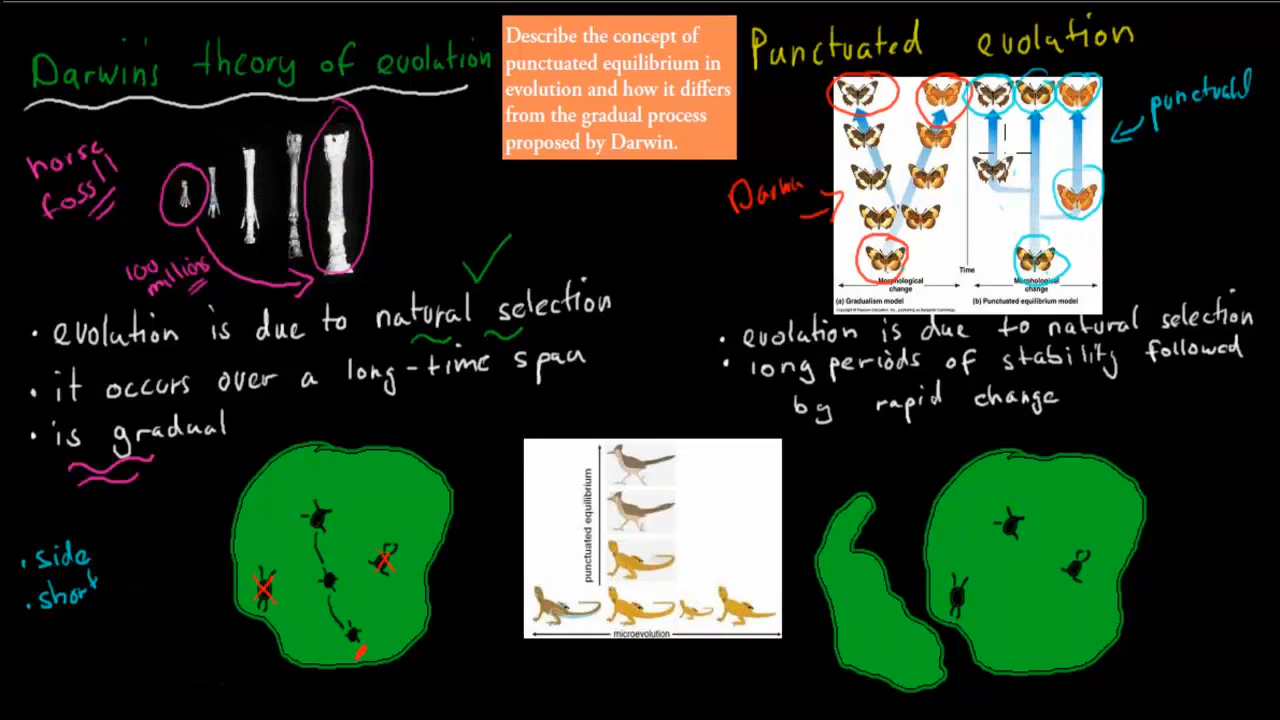 Darwin's theory of evolution
horse
fossil
100
millions
• evolution is due to natural selection
• it occurs over a long-time span
• is gradual
• side
• short
Describe the concept of
punctuated equilibrium in
evolution and how it differs
from the gradual process
proposed by Darwin.
punctuated equilibrium
microevolution
Punctuated evolation
Darwn
punctual
Time
Morphological
change
Morphological
change
(a) Gradualism model
(b) Punctuated equilibrium model
• evolution is due to natural selection
• long periods of stability followed
by rapid change